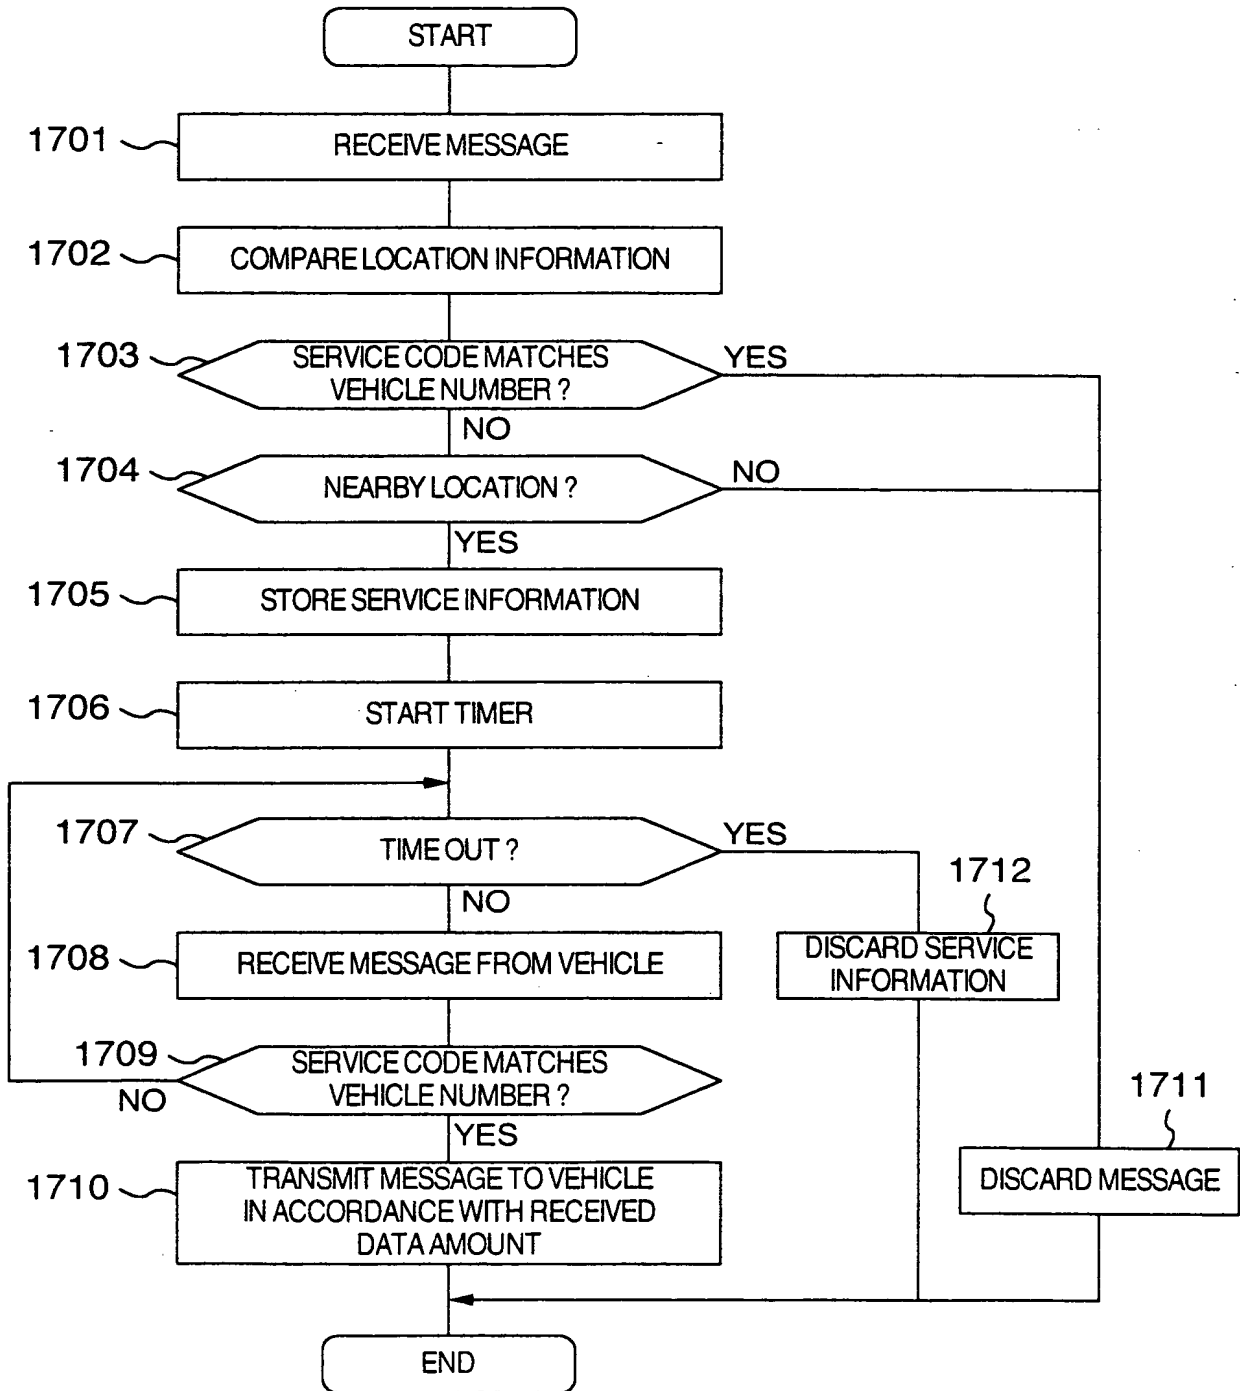 START
1701
RECEIVE MESSAGE
1702
COMPARE LOCATION INFORMATION
1703
SERVICE CODE MATCHES
VEHICLE NUMBER ?
YES
NO
1704
NEARBY LOCATION ?
NO
YES
1705
STORE SERVICE INFORMATION
1706
START TIMER
1707
TIME OUT ?
YES
NO
1712
DISCARD SERVICE
INFORMATION
1708
RECEIVE MESSAGE FROM VEHICLE
1709
SERVICE CODE MATCHES
VEHICLE NUMBER ?
NO
YES
1711
DISCARD MESSAGE
1710
TRANSMIT MESSAGE TO VEHICLE
IN ACCORDANCE WITH RECEIVED
DATA AMOUNT
END